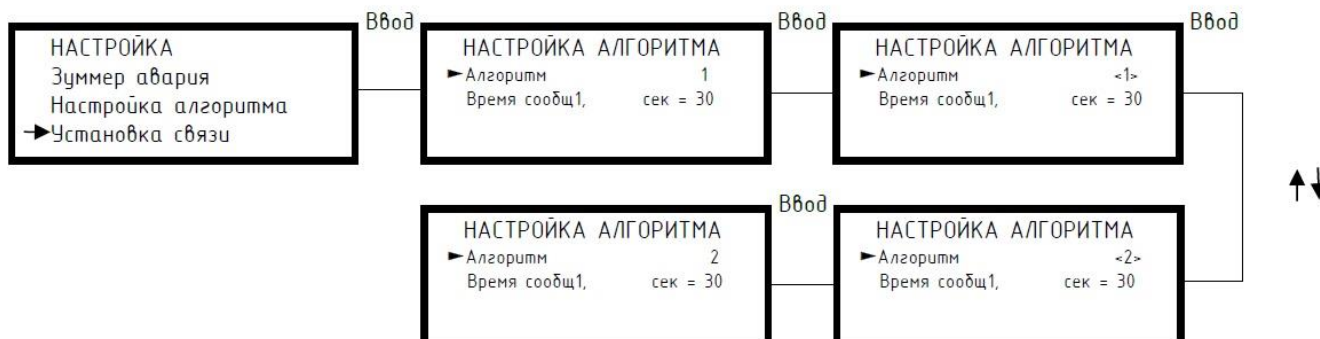 НАСТРОЙКА
Зуммер авария
Настройка алгоритма
Установка связи
Ввод
НАСТРОЙКА АЛГОРИТМА
Алгоритм 1
Время сообщ1, сек = 30
Ввод
НАСТРОЙКА АЛГОРИТМА
Алгоритм <1>
Время сообщ1, сек = 30
Ввод
НАСТРОЙКА АЛГОРИТМА
Алгоритм 2
Время сообщ1, сек = 30
Ввод
НАСТРОЙКА АЛГОРИТМА
Алгоритм <2>
Время сообщ1, сек = 30